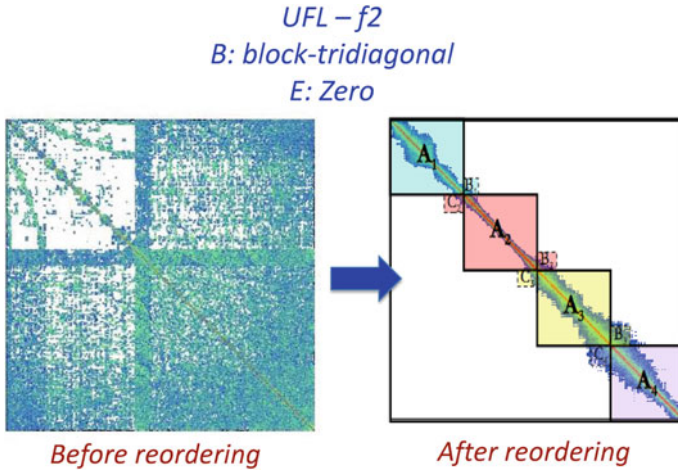 UFL – f2
B: block-tridiagonal
E: Zero
A1
B
C
A2
B
C
A3
B
C
A4
Before reordering
After reordering